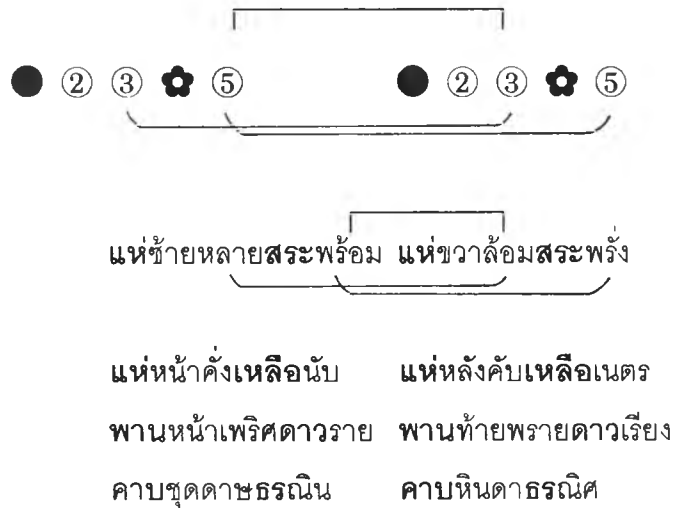 ● ② ③ ✿ ⑤ ● ② ③ ✿ ⑤
แห่ซ้ายหลายสระพร้อม แห่ขวาล้อมสระพรั่ง
แห่หน้าคั่งเหลือนับ แห่หลังคับเหลือเนตร
พานหน้าเพริศดาวราย พานท้ายพรายดาวเรียง
คาบชุดดาษธรณิน คาบหินดาธรณิศ